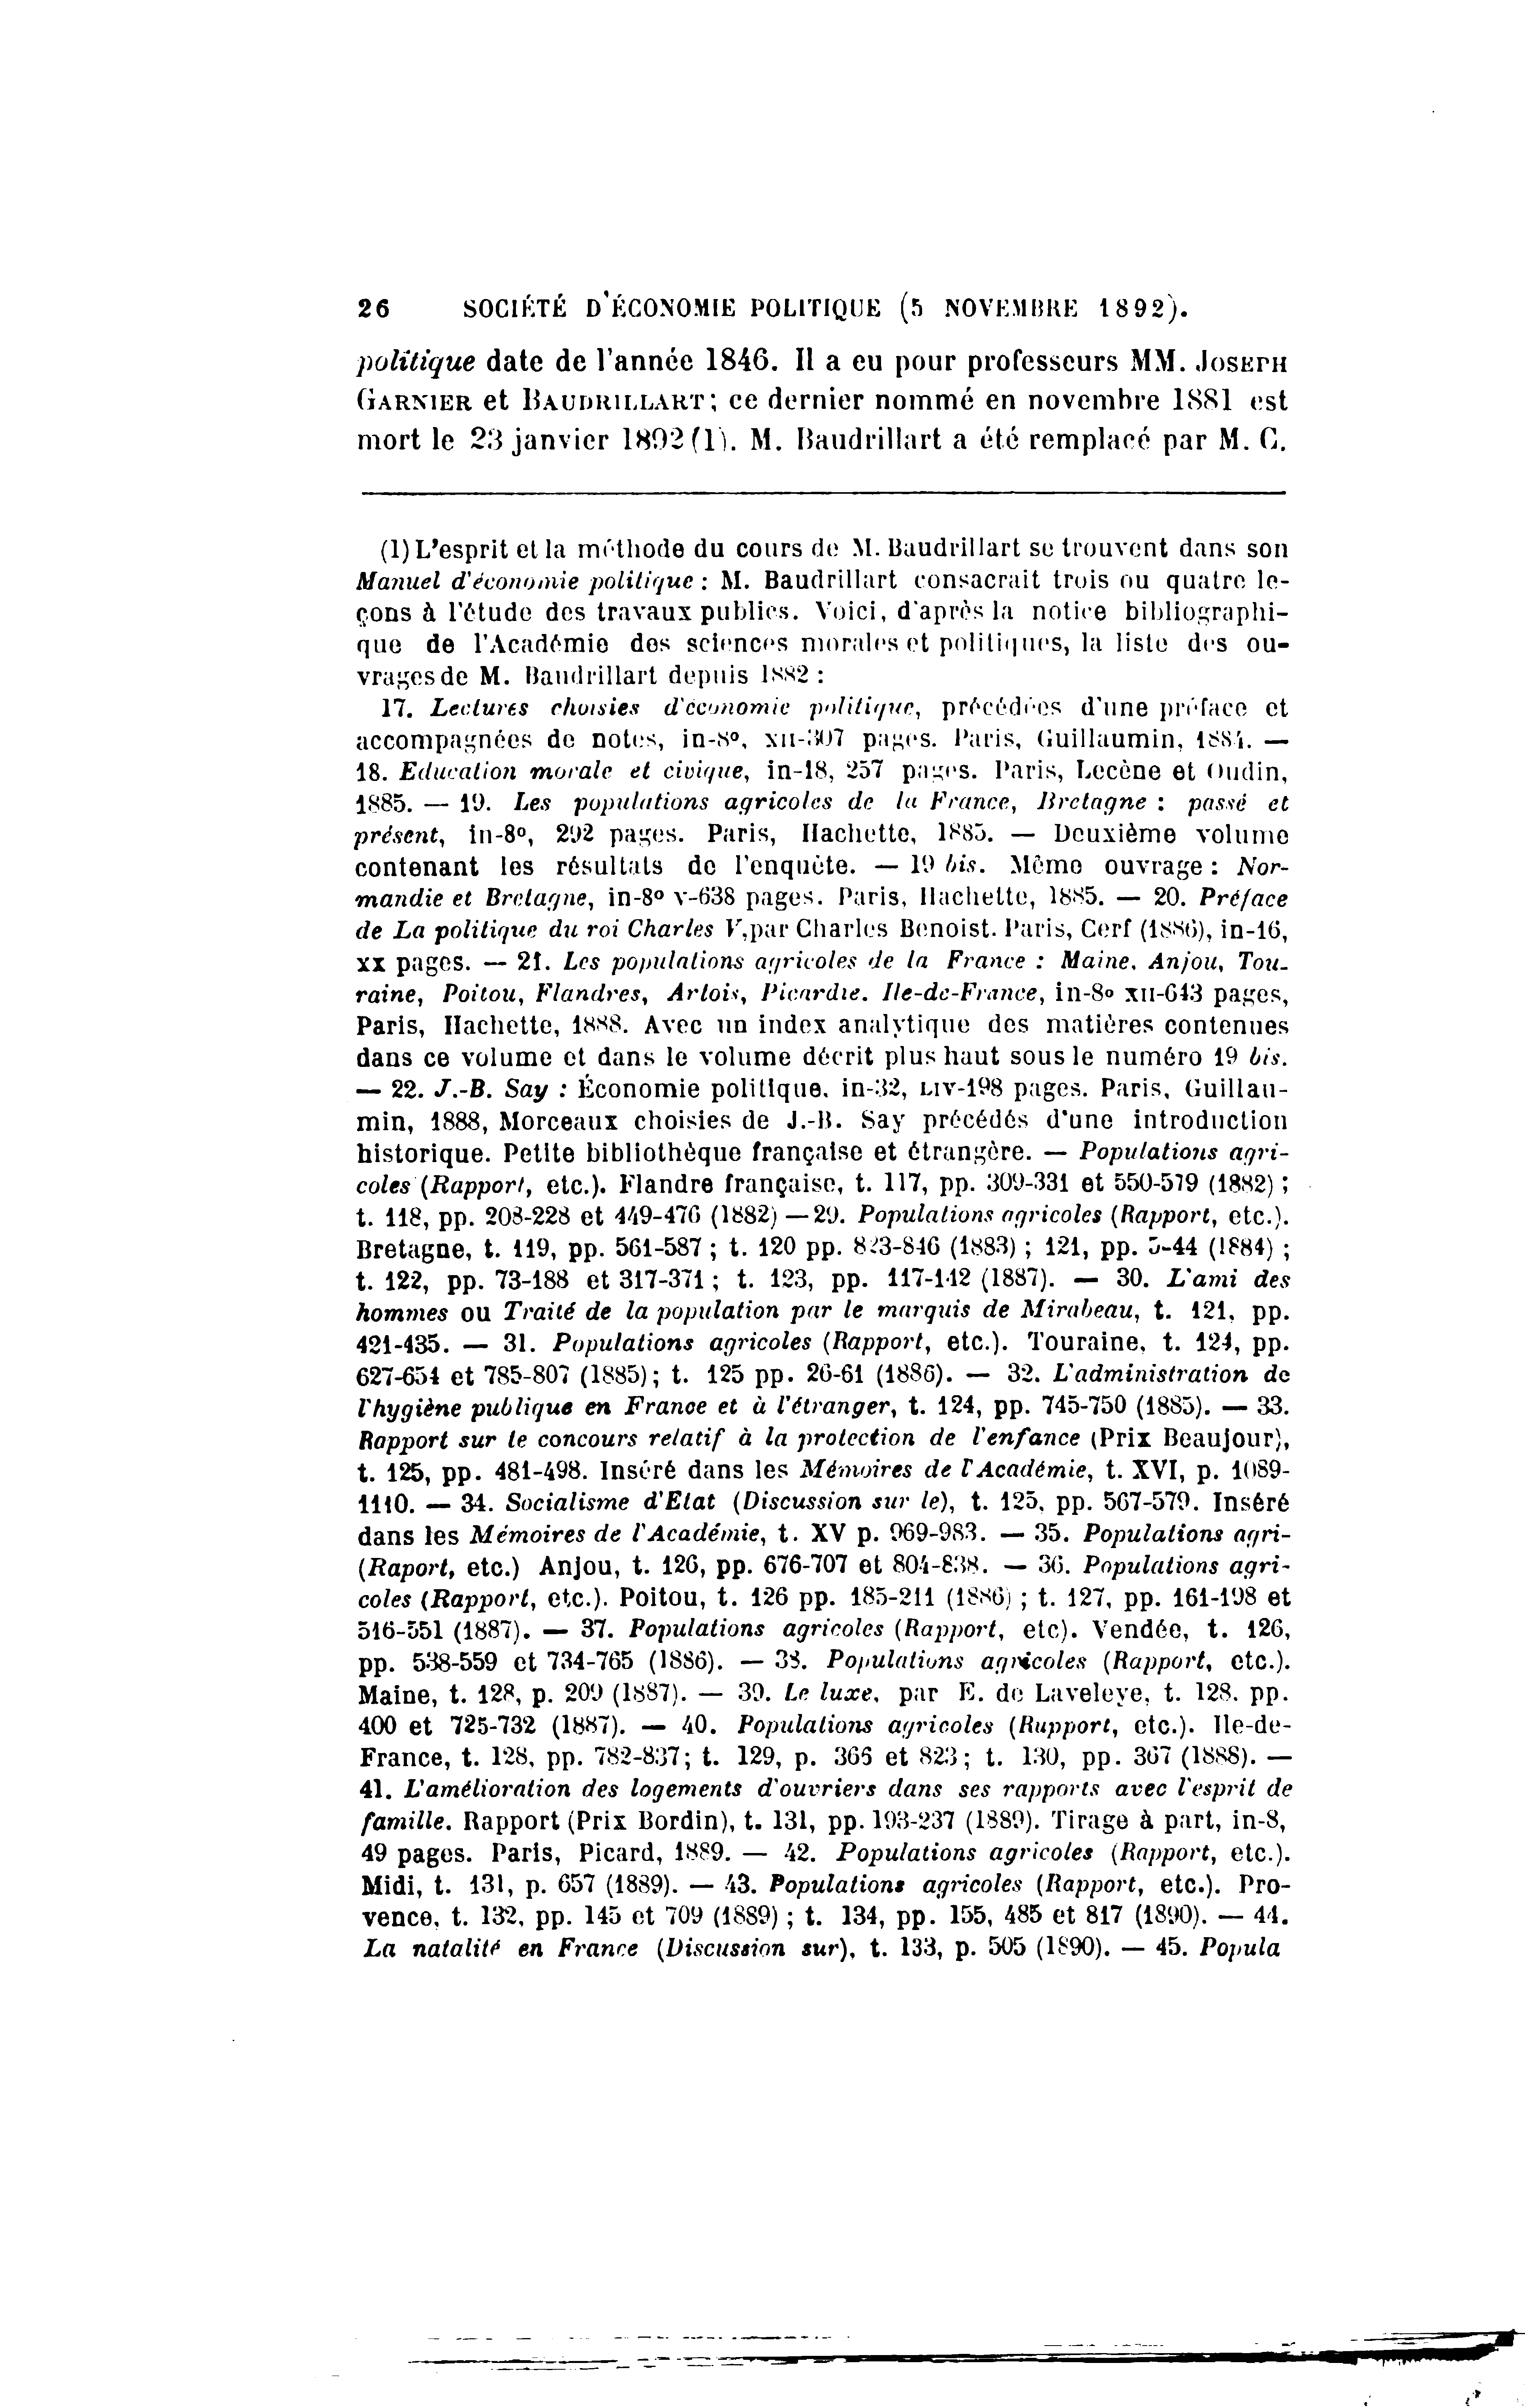 26 SOCIÉTÉ D'ÉCONOMIE POLITIQUE (5 NOVEMBRE 1892).
politique date de l'année 1846. Il a eu pour professeurs MM. JOSEPH
GARNIER et BAUDRILLART; ce dernier nommé en novembre 1881 est
mort le 23 janvier 1892 (1). M. Baudrillart a été remplacé par M. C.
(1) L'esprit et la méthode du cours de M. Baudrillart se trouvent dans son
Manuel d'économie politique : M. Baudrillart consacrait trois ou quatre le-
çons à l'étude des travaux publics. Voici, d'après la notice bibliographi-
que de l'Académie des sciences morales et politiques, la liste des ou-
vrages de M. Baudrillart depuis 1882 :
17. Lectures choisies d'économie politique, précédées d'une préface et
accompagnées de notes, in-8º, XII-307 pages. Paris, Guillaumin, 1884. —
18. Education morale et civique, in-18, 257 pages. Paris, Lecène et Oudin,
1885. — 19. Les populations agricoles de la France, Bretagne : passé et
présent, in-8º, 292 pages. Paris, Hachette, 1885. — Deuxième volume
contenant les résultats de l'enquète. — 19 bis. Même ouvrage : Nor-
mandie et Bretagne, in-8º V-638 pages. Paris, Hachette, 1885. — 20. Préface
de La politique du roi Charles V, par Charles Benoist. Paris, Cerf (1886), in-16,
XX pages. — 21. Les populations agricoles de la France : Maine, Anjou, Tou-
raine, Poitou, Flandres, Artois, Picardie. Ile-de-France, in-8º XII-643 pages,
Paris, Hachette, 1888. Avec un index analytique des matières contenues
dans ce volume et dans le volume décrit plus haut sous le numéro 19 bis.
— 22. J.-B. Say : Économie politique. in-32, LIV-198 pages. Paris, Guillau-
min, 1888, Morceaux choisies de J.-B. Say précédés d'une introduction
historique. Petite bibliothèque française et étrangère. — Populations agri-
coles (Rapport, etc.). Flandre française, t. 117, pp. 309-331 et 550-579 (1882) ;
t. 118, pp. 203-228 et 449-476 (1882) — 29. Populations agricoles (Rapport, etc.).
Bretagne, t. 119, pp. 561-587 ; t. 120 pp. 823-846 (1883) ; 121, pp. 5-44 (1884) ;
t. 122, pp. 73-188 et 317-371 ; t. 123, pp. 117-142 (1887). — 30. L'ami des
hommes ou Traité de la population par le marquis de Mirabeau, t. 121, pp.
421-435. — 31. Populations agricoles (Rapport, etc.). Touraine, t. 124, pp.
627-654 et 785-807 (1885) ; t. 125 pp. 26-61 (1886). — 32. L'administration de
l'hygiène publique en France et à l'étranger, t. 124, pp. 745-750 (1885). — 33.
Rapport sur le concours relatif à la protection de l'enfance (Prix Beaujour),
t. 125, pp. 481-498. Inséré dans les Mémoires de l'Académie, t. XVI, p. 1089-
1110. — 34. Socialisme d'Etat (Discussion sur le), t. 125, pp. 567-579. Inséré
dans les Mémoires de l'Académie, t. XV p. 969-983. — 35. Populations agri-
(Raport, etc.) Anjou, t. 126, pp. 676-707 et 804-838. — 36. Populations agri-
coles (Rapport, etc.). Poitou, t. 126 pp. 185-211 (1886) ; t. 127, pp. 161-198 et
516-551 (1887). — 37. Populations agricoles (Rapport, etc). Vendée, t. 126,
pp. 538-559 et 734-765 (1886). — 38. Populations agricoles (Rapport, etc.).
Maine, t. 128, p. 209 (1887). — 39. Le luxe, par E. de Laveleye, t. 128. pp.
400 et 725-732 (1887). — 40. Populations agricoles (Rapport, etc.). Ile-de-
France, t. 128, pp. 782-837; t. 129, p. 366 et 823; t. 130, pp. 367 (1888). —
41. L'amélioration des logements d'ouvriers dans ses rapports avec l'esprit de
famille. Rapport (Prix Bordin), t. 131, pp. 193-237 (1889). Tirage à part, in-8,
49 pages. Paris, Picard, 1889. — 42. Populations agricoles (Rapport, etc.).
Midi, t. 131, p. 657 (1889). — 43. Populations agricoles (Rapport, etc.). Pro-
vence, t. 132, pp. 145 et 709 (1889) ; t. 134, pp. 155, 485 et 817 (1890). — 44.
La natalité en France (Discussion sur), t. 133, p. 505 (1890). — 45. Popula